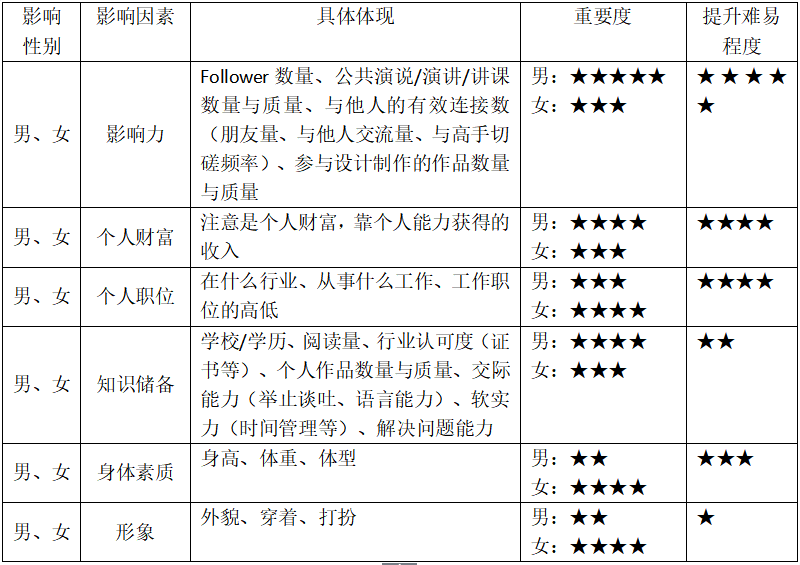 影响
性别
影响因素
具体体现
重要度
提升难易
程度
男、女
影响力
Follower 数量、公共演说/演讲/讲课
数量与质量、与他人的有效连接数
（朋友量、与他人交流量、与高手切
磋频率）、参与设计制作的作品数量
与质量
男：★★★★★
女：★★★
★★★★
★
男、女
个人财富
注意是个人财富，靠个人能力获得的
收入
男：★★★★
女：★★★
★★★★
男、女
个人职位
在什么行业、从事什么工作、工作职
位的高低
男：★★★
女：★★★★
★★★★
男、女
知识储备
学校/学历、阅读量、行业认可度（证
书等）、个人作品数量与质量、交际
能力（举止谈吐、语言能力）、软实
力（时间管理等）、解决问题能力
男：★★★★
女：★★★
★★
男、女
身体素质
身高、体重、体型
男：★★
女：★★★★
★★★
男、女
形象
外貌、穿着、打扮
男：★★
女：★★★★
★